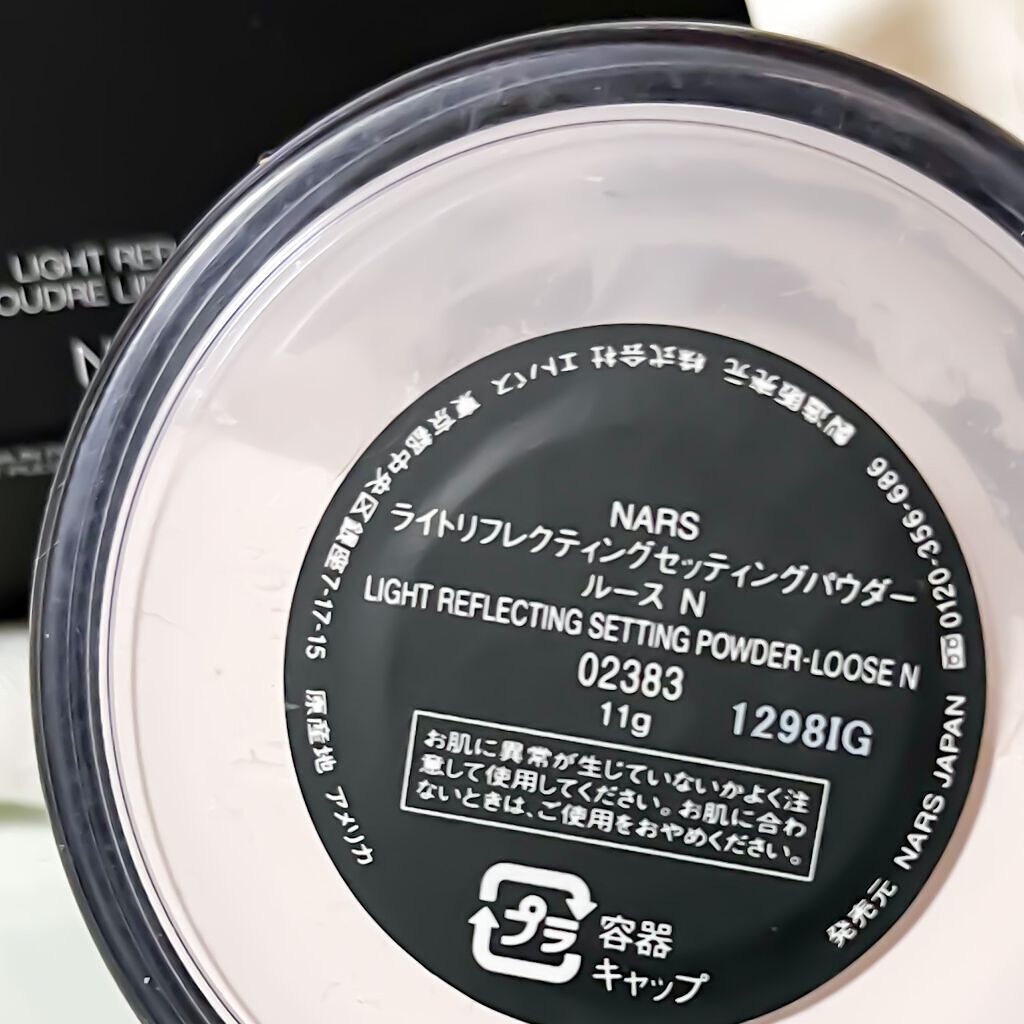 NARS
ライトリフレクティングセッティングパウダー
ルース N
LIGHT REFLECTING SETTING POWDER-LOOSE N
02383
11g
1298IG
お肌に異常が生じていないかよく注
意して使用してください。お肌に合わ
ないときは、ご使用をおやめください。
プラ
容器
キャップ
製造販売元 株式会社 エトバス 東京都中央区銀座7-17-15 原産地 アメリカ
発売元 NARS JAPAN 0120-356-686
LIGHT REF
OUDRE LI